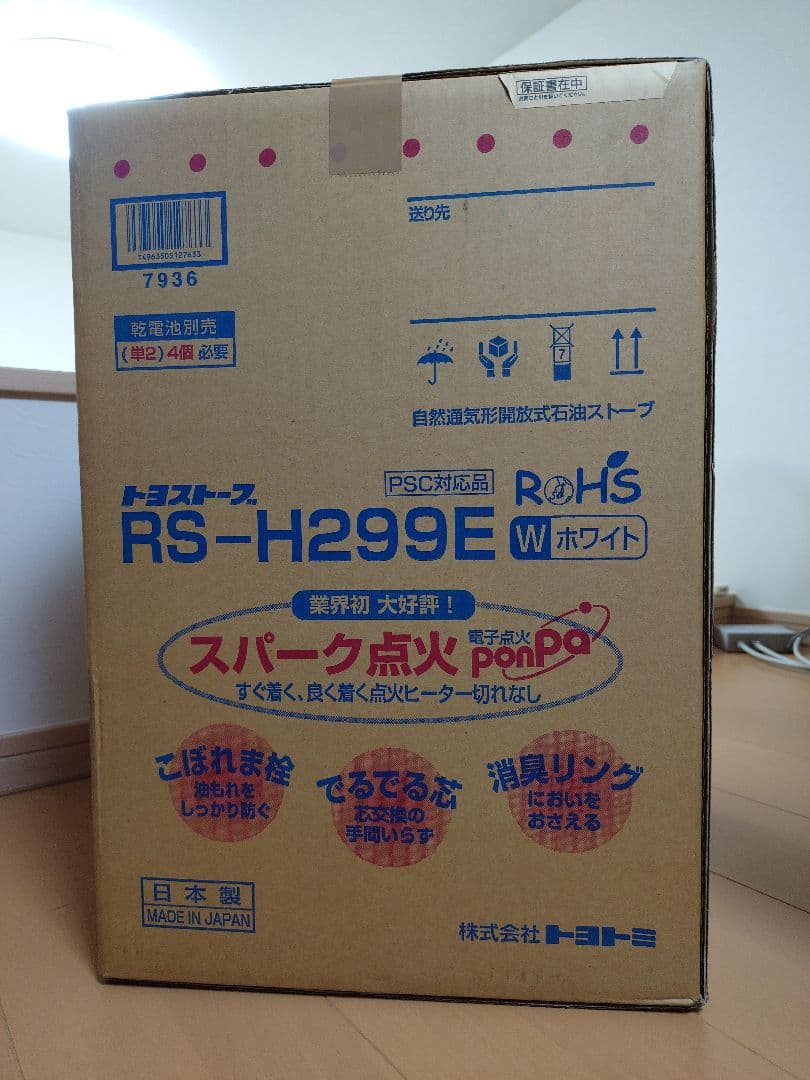 保証書在中
送り先
T4963505127633
7936
乾電池別売
(単2)4個 必要
7
自然通気形開放式石油ストーブ
トヨストーブ
PSC対応品
RoHS
RS-H299E
W ホワイト
業界初 大好評!
スパーク点火
電子点火
ponpa
すぐ着く、良く着く点火ヒーター切れなし
こぼれま栓
油もれを
しっかり防ぐ
でるでる芯
芯交換の
手間いらず
消臭リング
においを
おさえる
日本製
MADE IN JAPAN
株式会社 トヨトミ